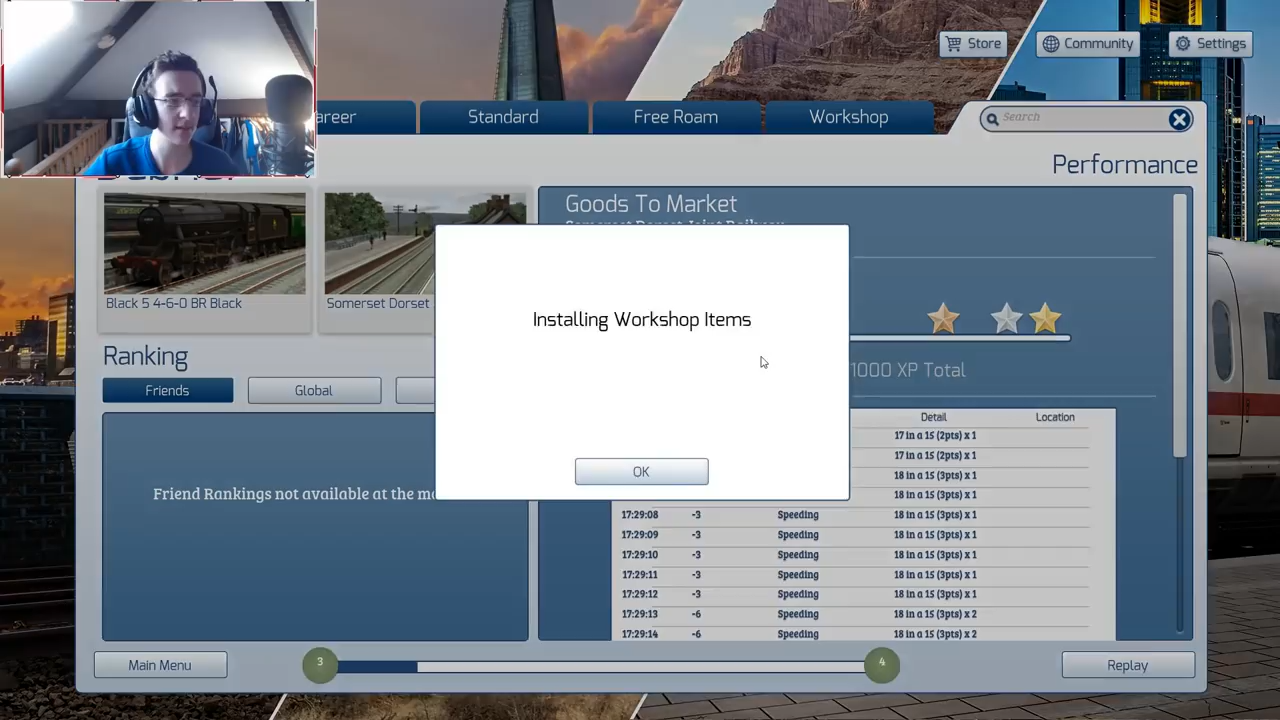 Store
Community
Settings
Career
Standard
Free Roam
Workshop
Search
Performance
Goods To Market
Somerset Dorset Joint Railway
Black 5 4-6-0 BR Black
Somerset Dorset
Installing Workshop Items
OK
1000 XP Total
Ranking
Friends
Global
Friend Rankings not available at the mo
Detail Location
17 in a 15 (2pts) x 1
17 in a 15 (2pts) x 1
18 in a 15 (3pts) x 1
18 in a 15 (3pts) x 1
17:29:08 -3 Speeding 18 in a 15 (3pts) x 1
17:29:09 -3 Speeding 18 in a 15 (3pts) x 1
17:29:10 -3 Speeding 18 in a 15 (3pts) x 1
17:29:11 -3 Speeding 18 in a 15 (3pts) x 1
17:29:12 -3 Speeding 18 in a 15 (3pts) x 1
17:29:13 -6 Speeding 18 in a 15 (3pts) x 2
17:29:14 -6 Speeding 18 in a 15 (3pts) x 2
Main Menu
3
4
Replay